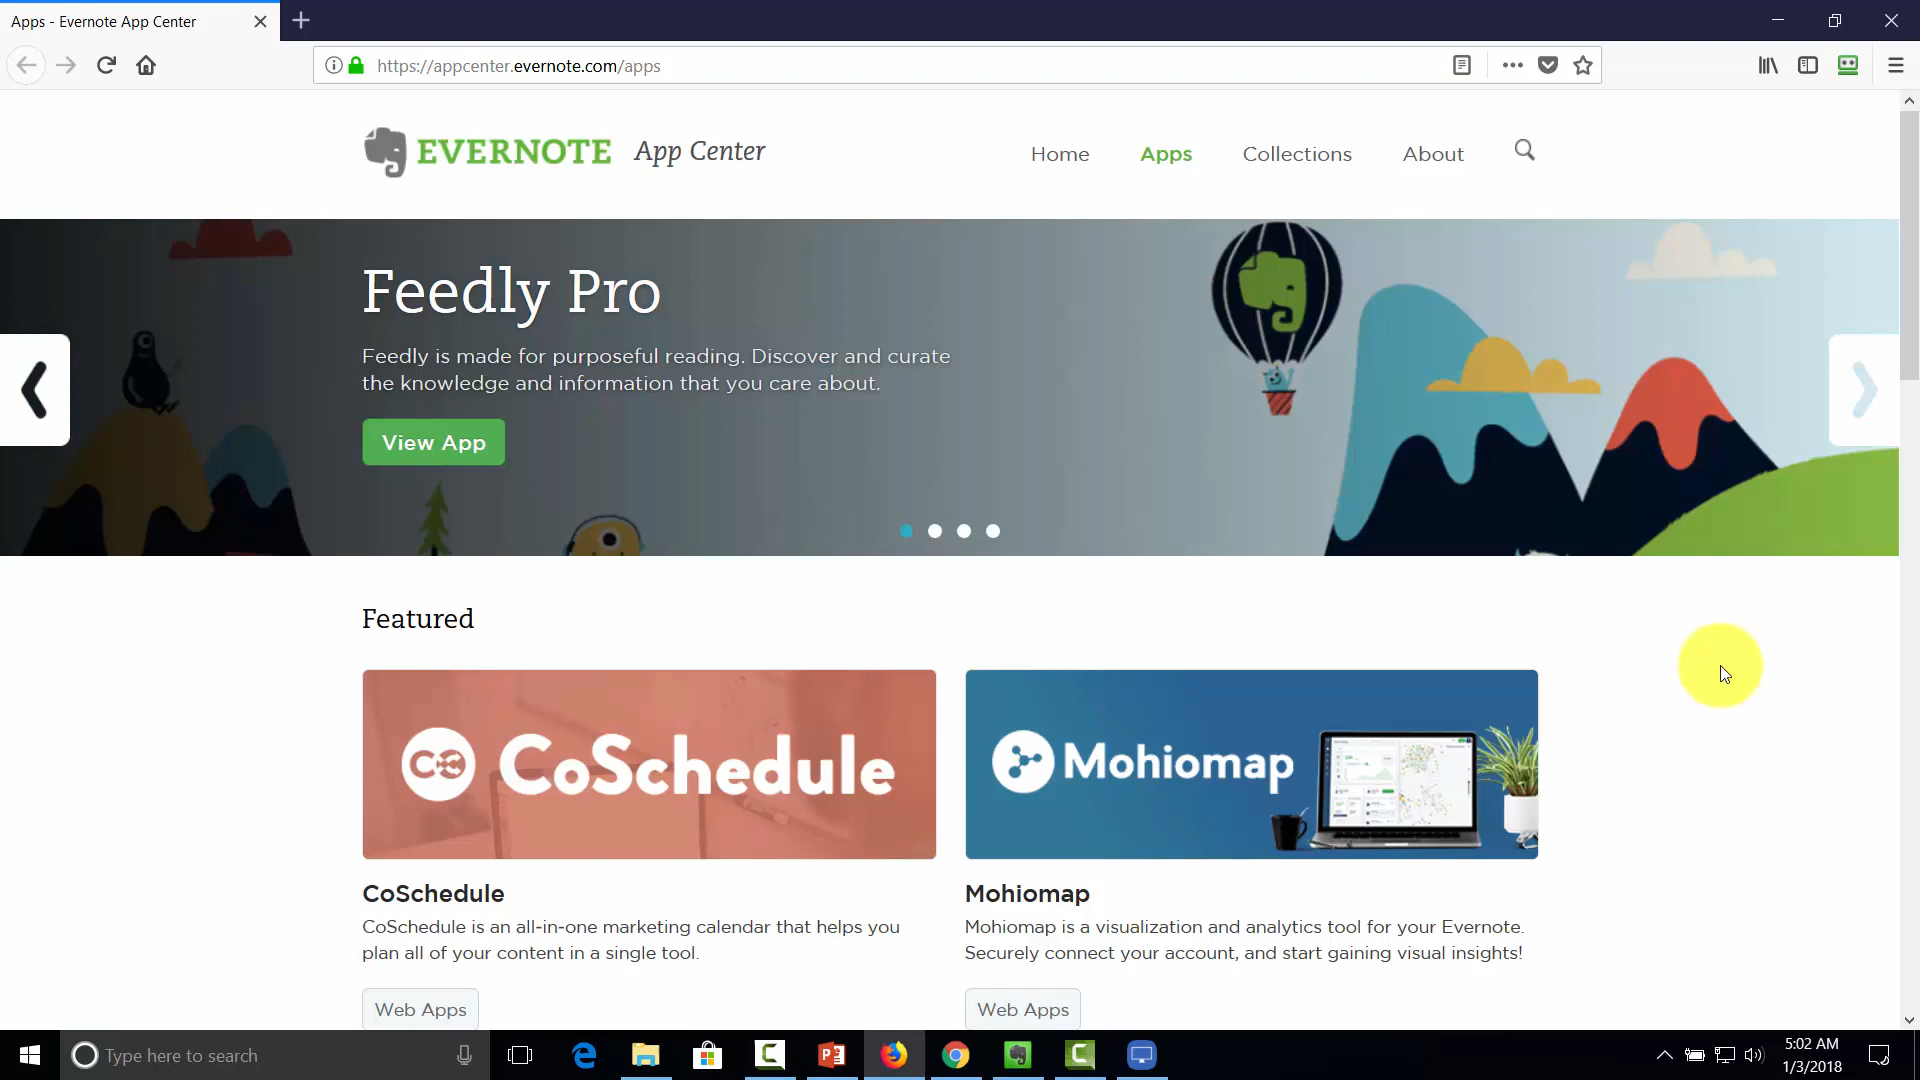 Apps - Evernote App Center
https://appcenter.evernote.com/apps
EVERNOTE App Center
Home Apps Collections About
Feedly Pro
Feedly is made for purposeful reading. Discover and curate
the knowledge and information that you care about.
View App
Featured
CoSchedule
Mohiomap
CoSchedule
CoSchedule is an all-in-one marketing calendar that helps you
plan all of your content in a single tool.
Web Apps
Mohiomap
Mohiomap is a visualization and analytics tool for your Evernote.
Securely connect your account, and start gaining visual insights!
Web Apps
Type here to search
5:02 AM
1/3/2018